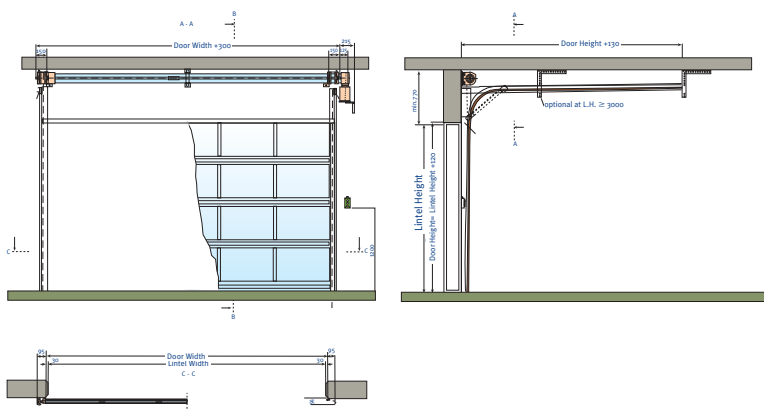 A - A
B
Door Width +300
150
150
125
215
C
C
1200
B
A
Door Height +130
min.270
optional at L.H. ≥ 3000
A
Lintel Height
Door Height= Lintel Height +120
95
95
Door Width
30
30
Lintel Width
C - C